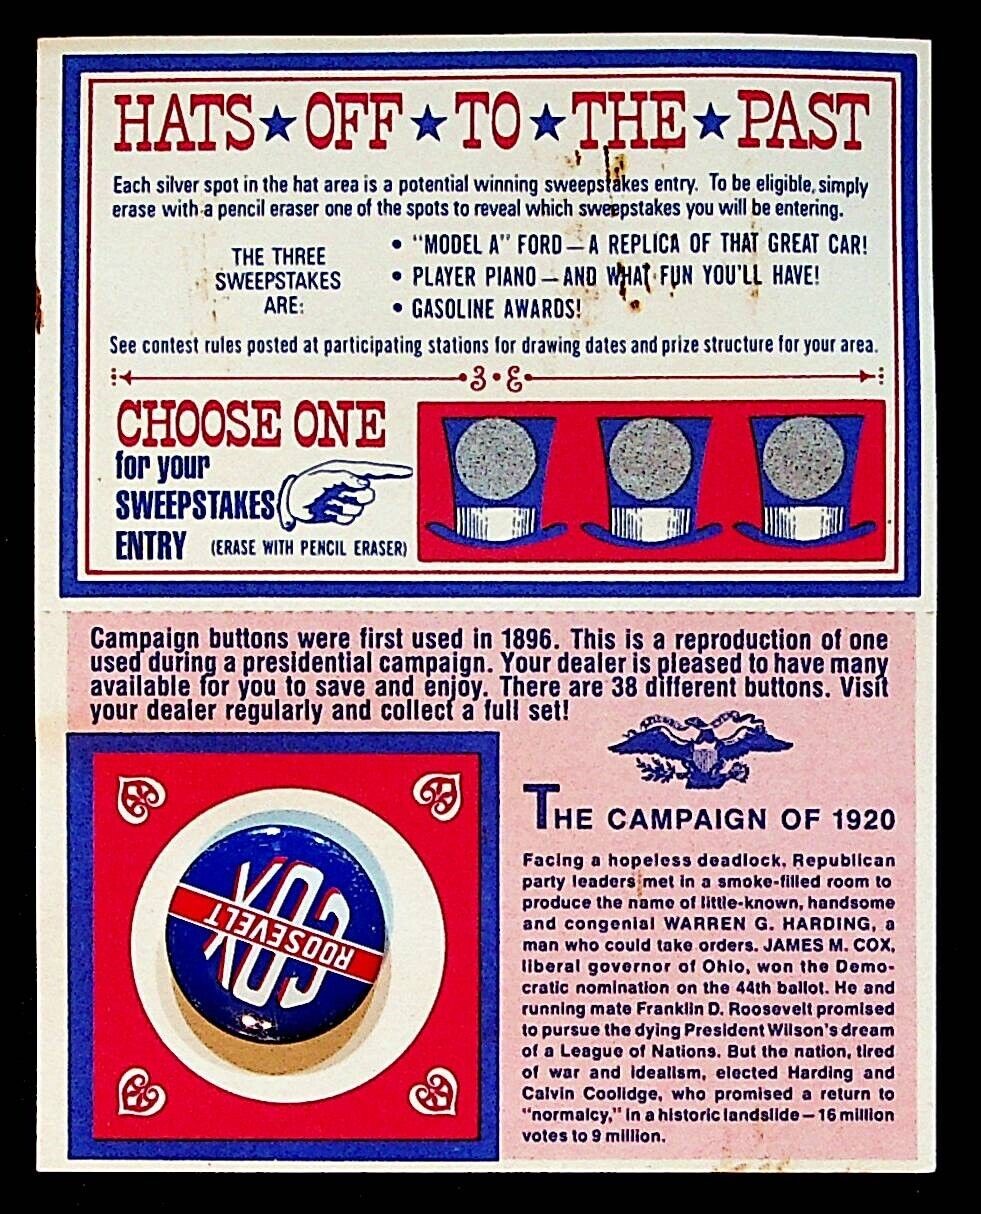 HATS★OFF★TO★THE★PAST
Each silver spot in the hat area is a potential winning sweepstakes entry. To be eligible, simply
erase with a pencil eraser one of the spots to reveal which sweepstakes you will be entering.
THE THREE
SWEEPSTAKES
ARE:
• "MODEL A" FORD — A REPLICA OF THAT GREAT CAR!
• PLAYER PIANO — AND WHAT FUN YOU'LL HAVE!
• GASOLINE AWARDS!
See contest rules posted at participating stations for drawing dates and prize structure for your area.
CHOOSE ONE
for your
SWEEPSTAKES
ENTRY (ERASE WITH PENCIL ERASER)
Campaign buttons were first used in 1896. This is a reproduction of one
used during a presidential campaign. Your dealer is pleased to have many
available for you to save and enjoy. There are 38 different buttons. Visit
your dealer regularly and collect a full set!
COX
ROOSEVELT
THE CAMPAIGN OF 1920
Facing a hopeless deadlock, Republican
party leaders met in a smoke-filled room to
produce the name of little-known, handsome
and congenial WARREN G. HARDING, a
man who could take orders. JAMES M. COX,
liberal governor of Ohio, won the Demo-
cratic nomination on the 44th ballot. He and
running mate Franklin D. Roosevelt promised
to pursue the dying President Wilson's dream
of a League of Nations. But the nation, tired
of war and idealism, elected Harding and
Calvin Coolidge, who promised a return to
"normalcy," in a historic landslide — 16 million
votes to 9 million.